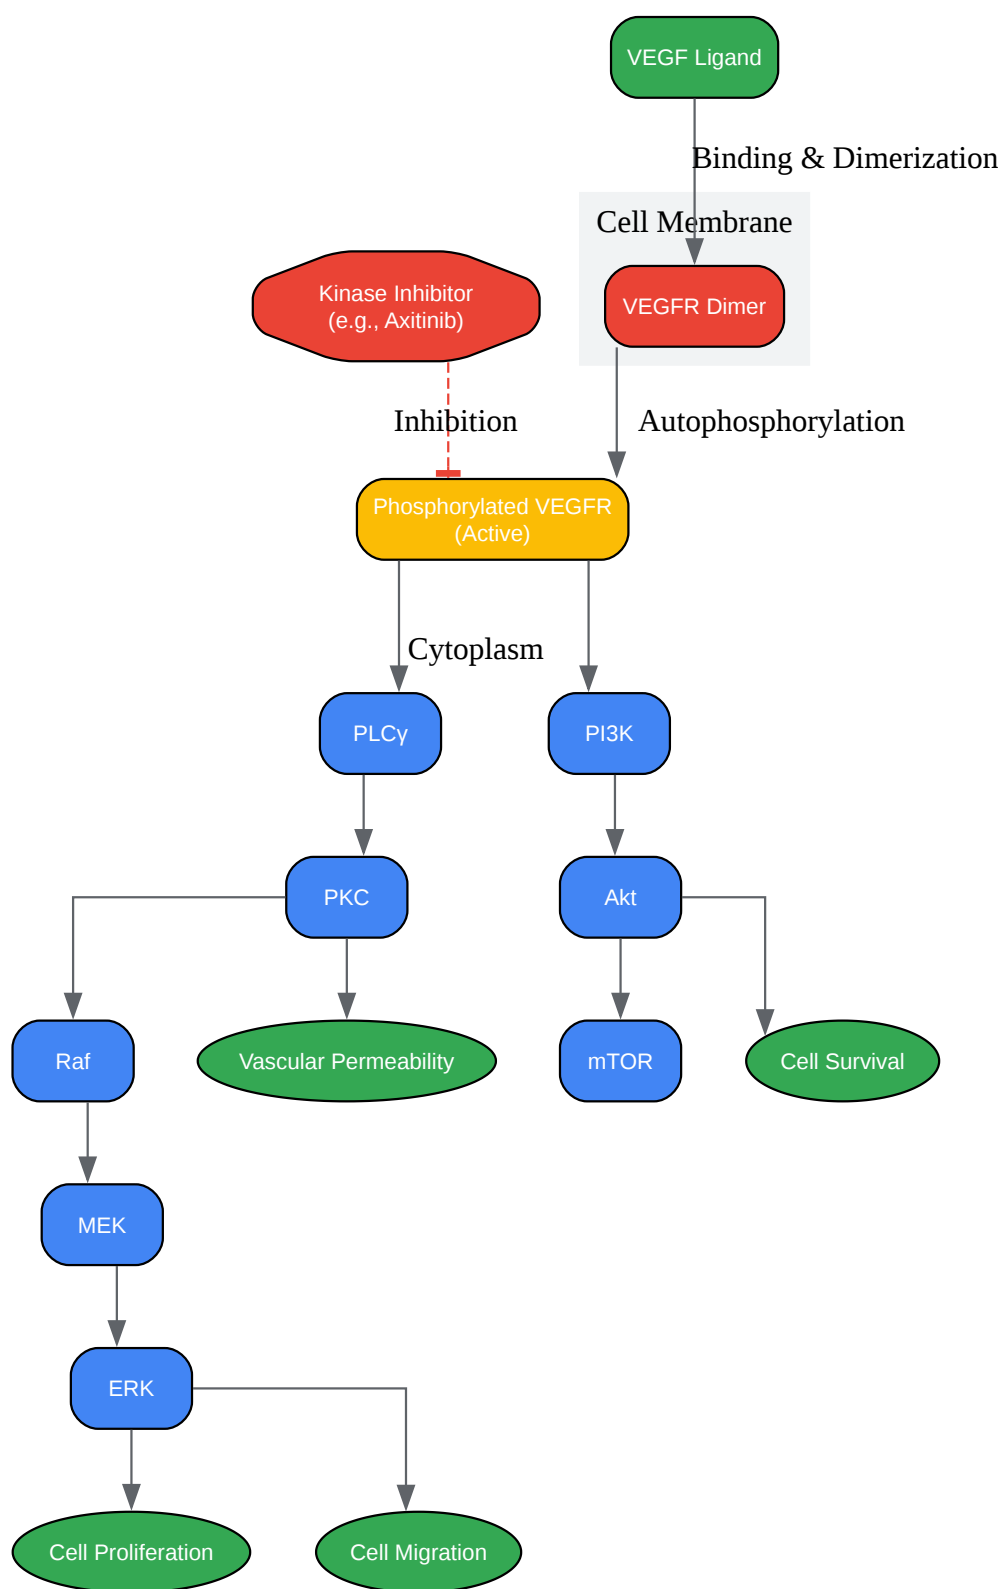 VEGF Ligand
Binding & Dimerization
Cell Membrane
Kinase Inhibitor
(e.g., Axitinib)
VEGFR Dimer
Inhibition
Autophosphorylation
Phosphorylated VEGFR
(Active)
Cytoplasm
PLCγ
PI3K
PKC
Akt
Raf
Vascular Permeability
mTOR
Cell Survival
MEK
ERK
Cell Proliferation
Cell Migration